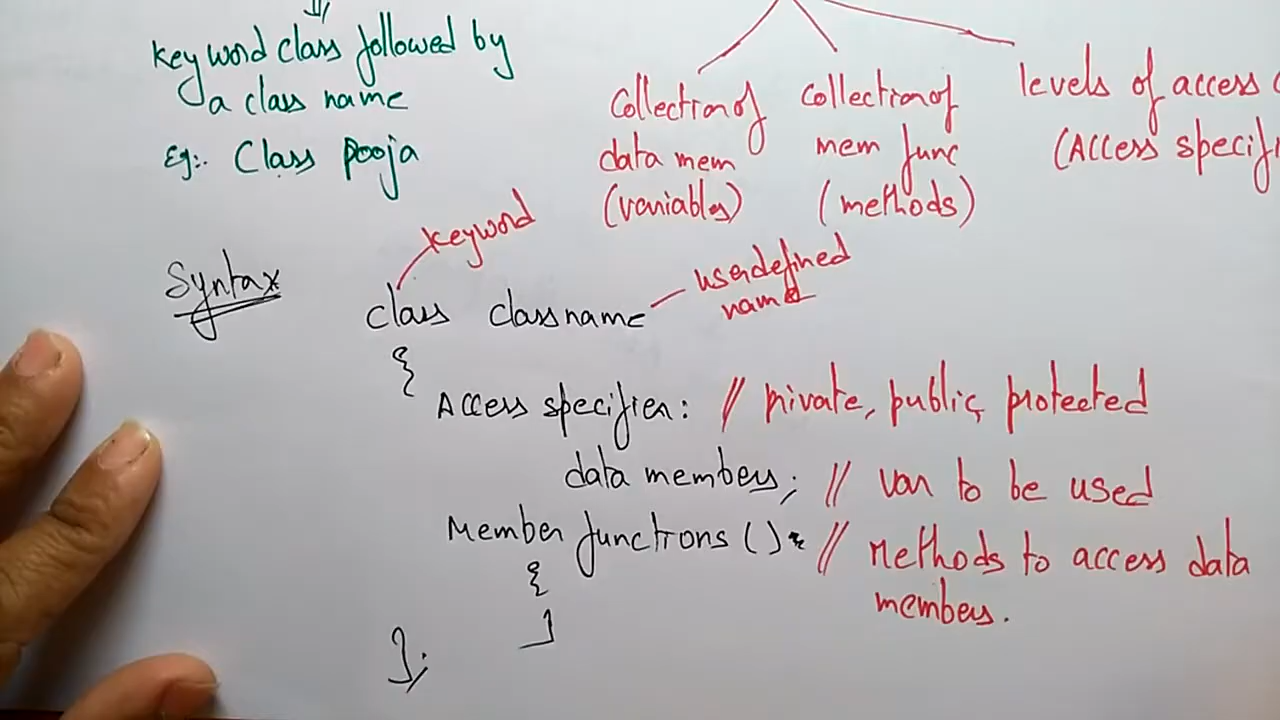 keyword class followed by
a class name
Eg:- Class pooja
Collection of
data mem
(variables)
collection of
mem func
(methods)
levels of access
(Access specifi
keyword
userdefined
name
Syntax
class classname
{
Access specifier: // private, public, protected
data members; // var to be used
Member functions () // Methods to access data
members.
{
}
};